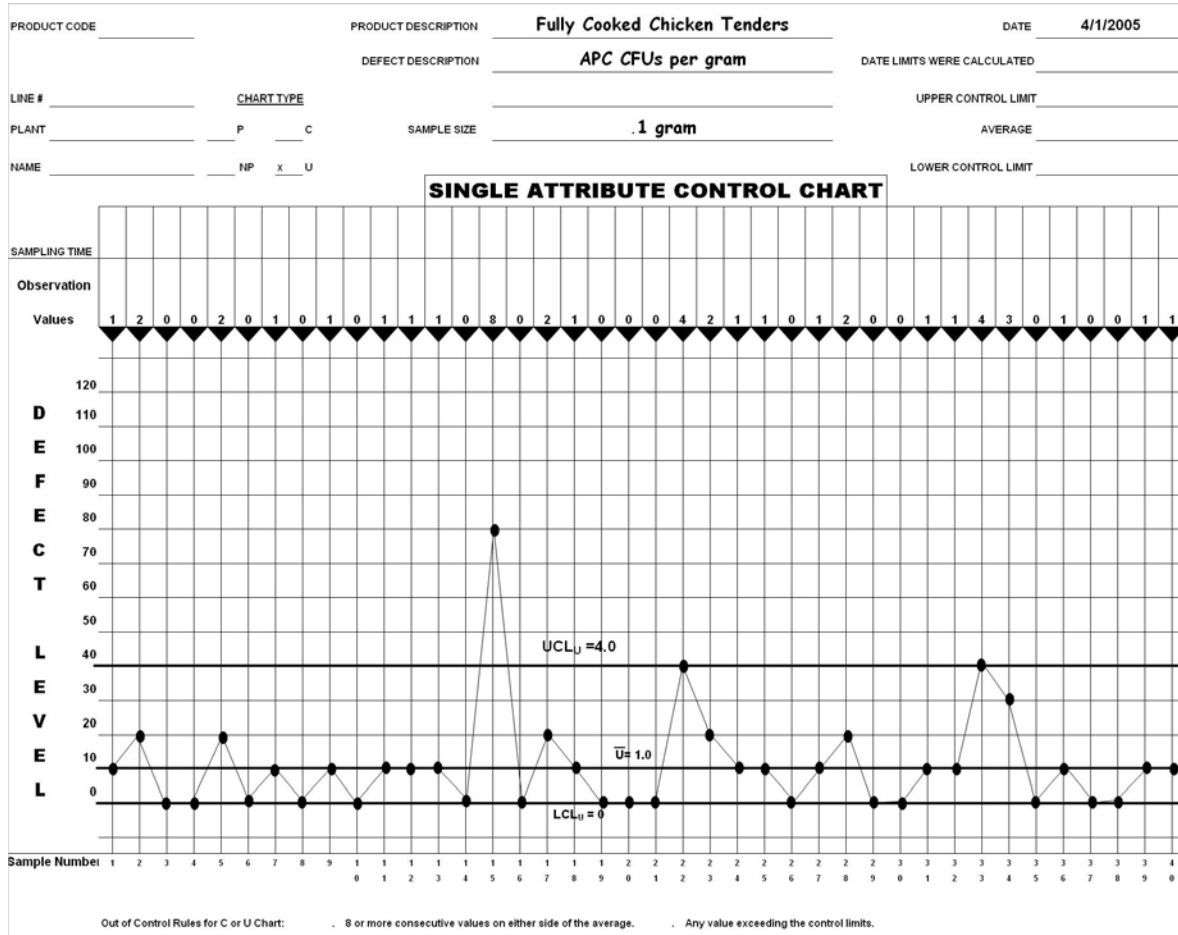 PRODUCT CODE PRODUCT DESCRIPTION Fully Cooked Chicken Tenders DATE 4/1/2005
DEFECT DESCRIPTION APC CFUs per gram DATE LIMITS WERE CALCULATED
LINE # CHART TYPE UPPER CONTROL LIMIT
PLANT P C SAMPLE SIZE .1 gram AVERAGE
NAME NP x U LOWER CONTROL LIMIT
SINGLE ATTRIBUTE CONTROL CHART
SAMPLING TIME
Observation
Values 1 2 0 0 2 0 1 0 1 0 1 1 1 0 8 0 2 1 0 0 0 4 2 1 1 0 1 2 0 0 1 1 4 3 0 1 0 0 1 1
DEFECT LEVEL
120
110
100
90
80
70
60
50
40
30
20
10
0
UCLU =4.0
U̅= 1.0
LCLU = 0
Sample Number 1 2 3 4 5 6 7 8 9 10 11 12 13 14 15 16 17 18 19 20 21 22 23 24 25 26 27 28 29 30 31 32 33 34 35 36 37 38 39 40
Out of Control Rules for C or U Chart: . 8 or more consecutive values on either side of the average. . Any value exceeding the control limits.